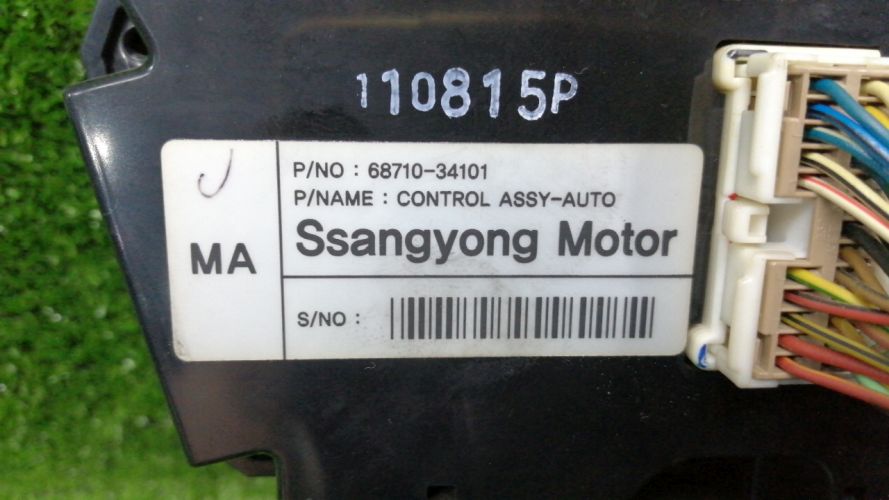 110815P
P/NO : 68710-34101
P/NAME : CONTROL ASSY-AUTO
MA
Ssangyong Motor
S/NO :